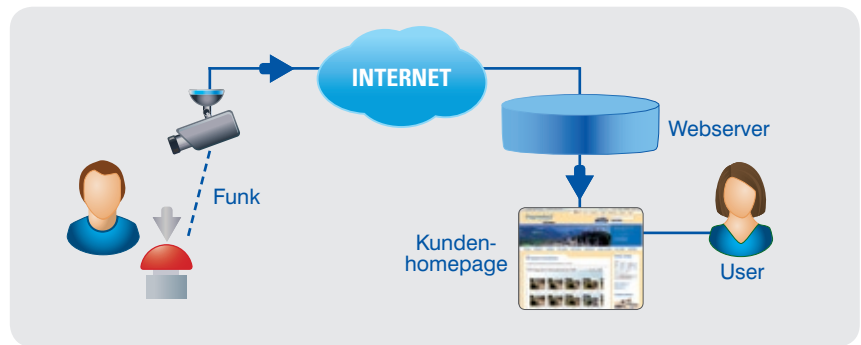 INTERNET
Webserver
Funk
Kunden-
homepage
User